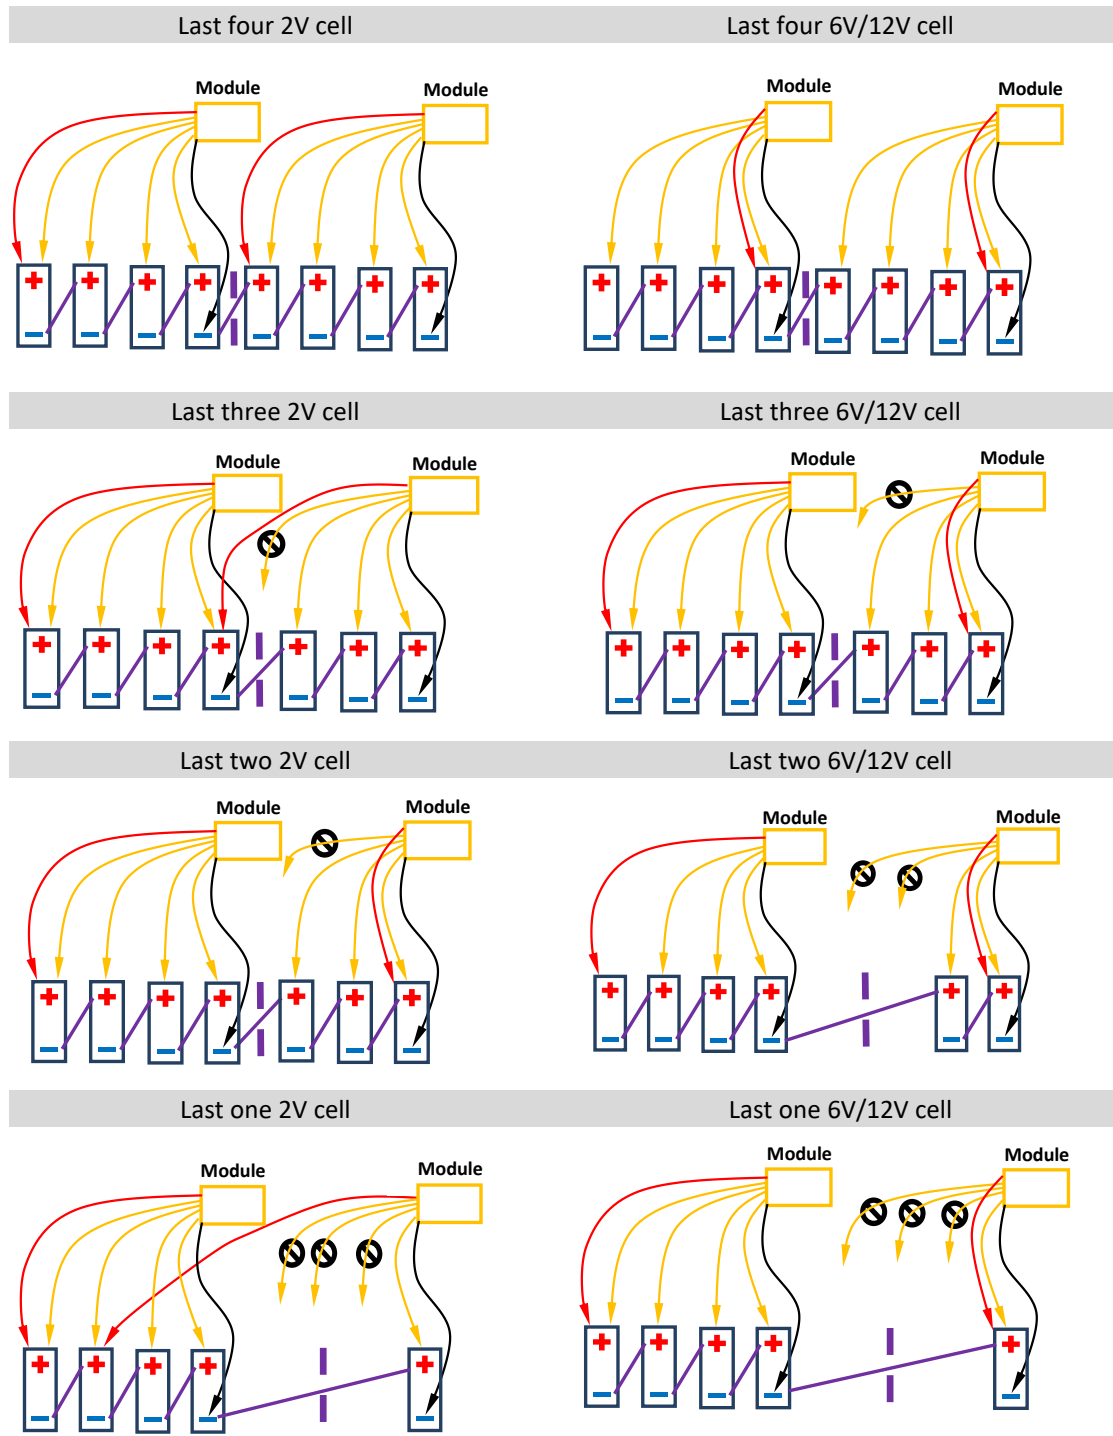 Last four 2V cell
Last four 6V/12V cell
Module
Module
Module
Module
Last three 2V cell
Last three 6V/12V cell
Module
Module
Module
Module
Last two 2V cell
Last two 6V/12V cell
Module
Module
Module
Module
Last one 2V cell
Last one 6V/12V cell
Module
Module
Module
Module